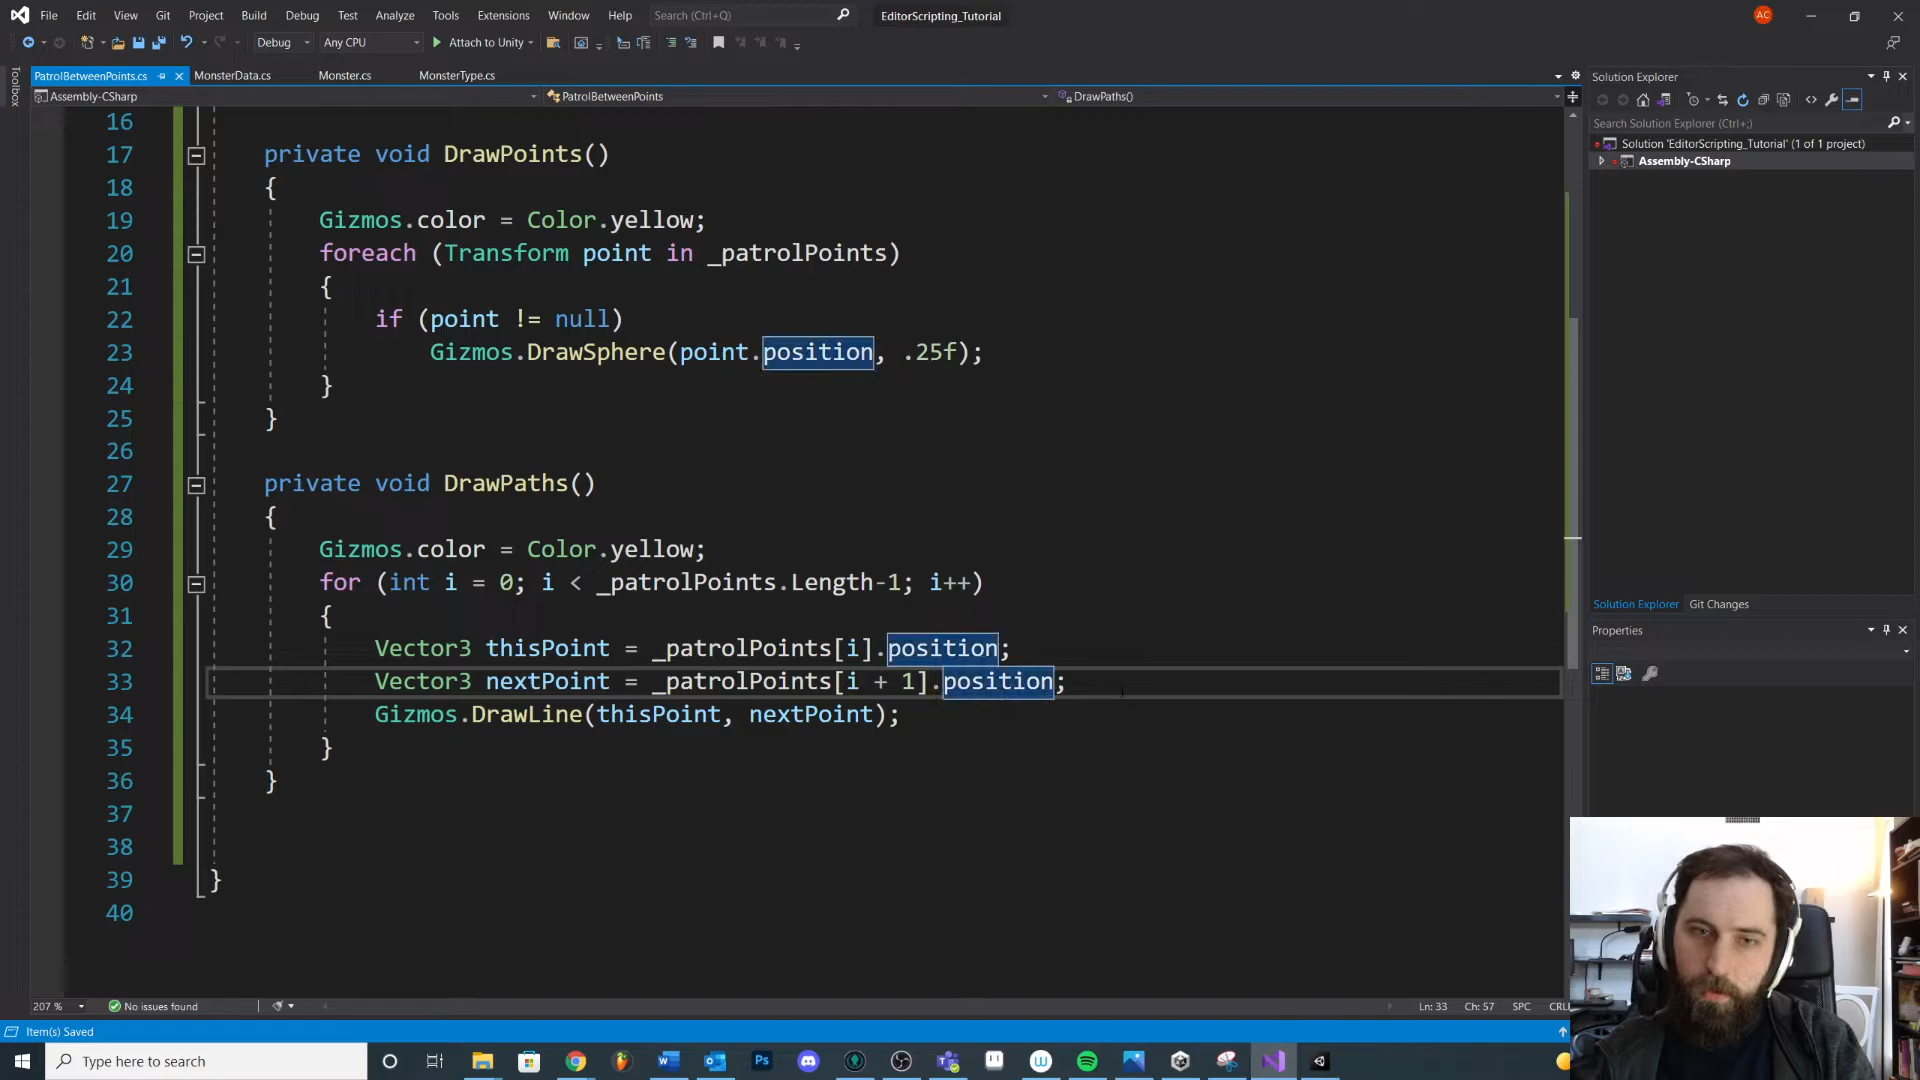 File Edit View Git Project Build Debug Test Analyze Tools Extensions Window Help Search (Ctrl+Q) EditorScripting_Tutorial AC
Debug Any CPU Attach to Unity
Toolbox
PatrolBetweenPoints.cs MonsterData.cs Monster.cs MonsterType.cs
Assembly-CSharp PatrolBetweenPoints DrawPaths()
16
17 private void DrawPoints()
18 {
19 Gizmos.color = Color.yellow;
20 foreach (Transform point in _patrolPoints)
21 {
22 if (point != null)
23 Gizmos.DrawSphere(point.position, .25f);
24 }
25 }
26
27 private void DrawPaths()
28 {
29 Gizmos.color = Color.yellow;
30 for (int i = 0; i < _patrolPoints.Length-1; i++)
31 {
32 Vector3 thisPoint = _patrolPoints[i].position;
33 Vector3 nextPoint = _patrolPoints[i + 1].position;
34 Gizmos.DrawLine(thisPoint, nextPoint);
35 }
36 }
37
38
39 }
40
207 % No issues found Ln: 33 Ch: 57 SPC CRL
Item(s) Saved
Solution Explorer
Search Solution Explorer (Ctrl+;)
Solution 'EditorScripting_Tutorial' (1 of 1 project)
Assembly-CSharp
Solution Explorer Git Changes
Properties
Type here to search